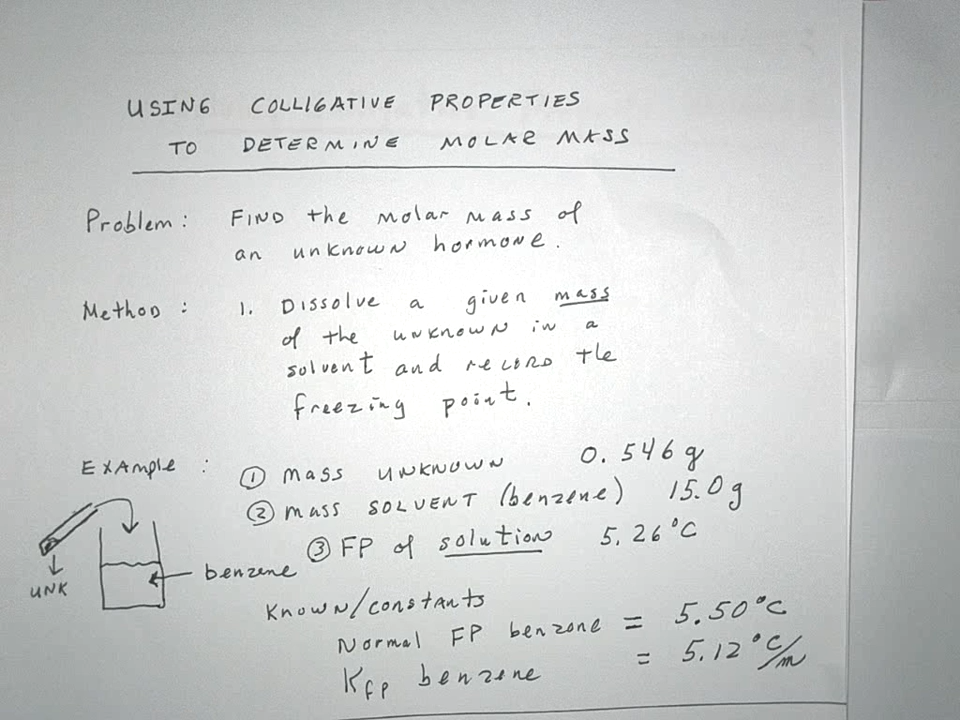 USING COLLIGATIVE PROPERTIES
TO DETERMINE MOLAR MASS
Problem: FIND the molar mass of
an unknown hormone.
Method: 1. Dissolve a given mass
of the unknown in a
solvent and record the
freezing point.
Example: ① mass unknown 0.546 g
② mass SOLVENT (benzene) 15.0 g
③ FP of solution 5.26°C
benzene
UNK
Known/constants
Normal FP benzene = 5.50°C
Kfp benzene = 5.12°C/m